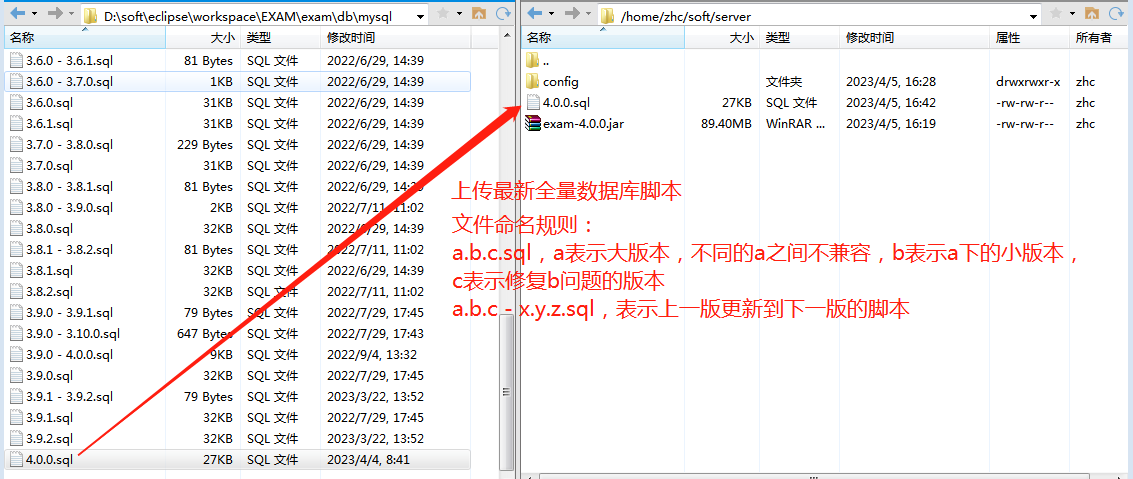 D:\soft\eclipse\workspace\EXAM\exam\db\mysql
名称 大小 类型 修改时间
3.6.0 - 3.6.1.sql 81 Bytes SQL 文件 2022/6/29, 14:39
3.6.0 - 3.7.0.sql 1KB SQL 文件 2022/6/29, 14:39
3.6.0.sql 31KB SQL 文件 2022/6/29, 14:39
3.6.1.sql 31KB SQL 文件 2022/6/29, 14:39
3.7.0 - 3.8.0.sql 229 Bytes SQL 文件 2022/6/29, 14:39
3.7.0.sql 31KB SQL 文件 2022/6/29, 14:39
3.8.0 - 3.8.1.sql 81 Bytes SQL 文件 2022/6/29, 14:39
3.8.0 - 3.9.0.sql 2KB SQL 文件 2022/7/11, 11:02
3.8.0.sql 32KB SQL 文件 2022/6/29, 14:39
3.8.1 - 3.8.2.sql 81 Bytes SQL 文件 2022/7/11, 11:02
3.8.1.sql 32KB SQL 文件 2022/6/29, 14:39
3.8.2.sql 32KB SQL 文件 2022/7/11, 11:02
3.9.0 - 3.9.1.sql 79 Bytes SQL 文件 2022/7/29, 17:45
3.9.0 - 3.10.0.sql 647 Bytes SQL 文件 2022/7/29, 17:43
3.9.0 - 4.0.0.sql 9KB SQL 文件 2022/9/4, 13:32
3.9.0.sql 32KB SQL 文件 2022/7/29, 17:45
3.9.1 - 3.9.2.sql 79 Bytes SQL 文件 2023/3/22, 13:52
3.9.1.sql 32KB SQL 文件 2022/7/29, 17:45
3.9.2.sql 32KB SQL 文件 2023/3/22, 13:52
4.0.0.sql 27KB SQL 文件 2023/4/4, 8:41
/home/zhc/soft/server
名称 大小 类型 修改时间 属性 所有者
..
config 文件夹 2023/4/5, 16:28 drwxrwxr-x zhc
4.0.0.sql 27KB SQL 文件 2023/4/5, 16:42 -rw-rw-r-- zhc
exam-4.0.0.jar 89.40MB WinRAR ... 2023/4/5, 16:19 -rw-rw-r-- zhc
上传最新全量数据库脚本
文件命名规则：
a.b.c.sql，a表示大版本，不同的a之间不兼容，b表示a下的小版本，
c表示修复b问题的版本
a.b.c - x.y.z.sql，表示上一版更新到下一版的脚本